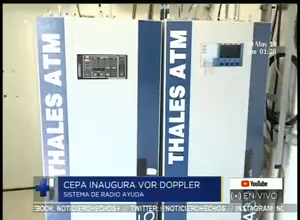 THALES ATM
THALES ATM
CEPA INAUGURA VOR DOPPLER
SISTEMA DE RADIO AYUDA
YouTube
EN VIVO
EBOOK: NOTICIEROHECHOS // TWITTER: NOTICIEROHECHOS // INSTAGRAM: NO